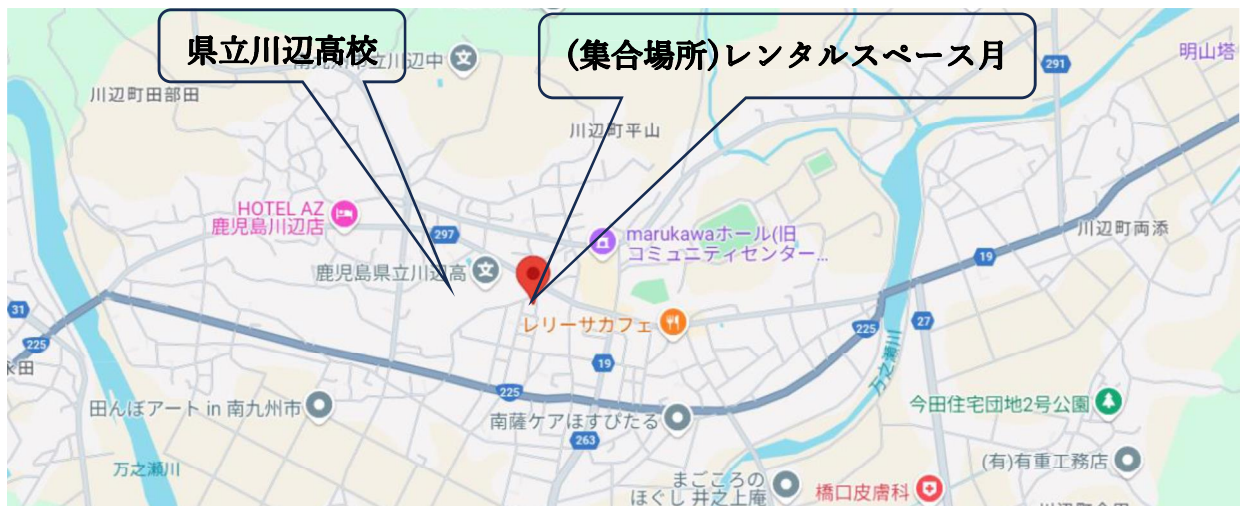 県立川辺高校
(集合場所)レンタルスペース月
立川辺中
291
明山塔
川辺町田部田
川辺町平山
HOTEL AZ
鹿児島川辺店
297
marukawaホール(旧
コミュニティセンター...
川辺町両添
19
鹿児島県立川辺高
31
225
レリーサカフェ
225
27
万之瀬川
19
225
田んぼアート in 南九州市
南薩ケアほすぴたる
今田住宅団地2号公園
263
万之瀬川
まごころの
ほぐし 井之上庵
橋口皮膚科
(有)有重工務店